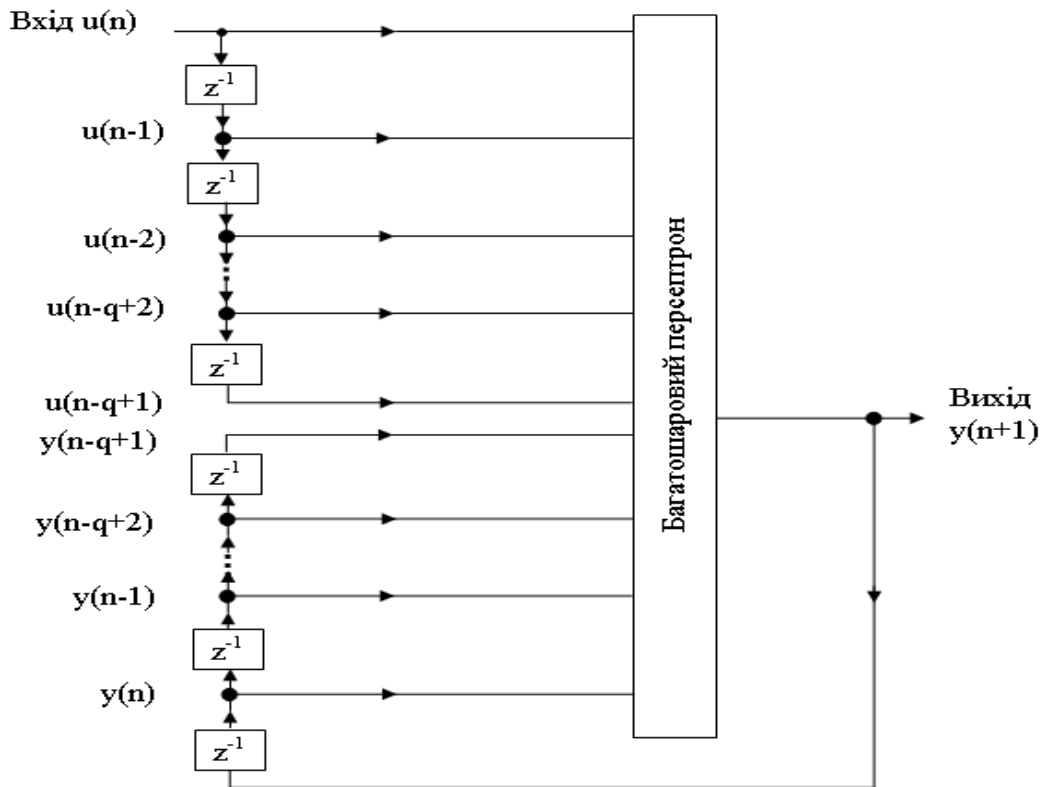 Вхід u(n)
z⁻¹
u(n-1)
z⁻¹
u(n-2)
u(n-q+2)
z⁻¹
u(n-q+1)
y(n-q+1)
z⁻¹
y(n-q+2)
y(n-1)
z⁻¹
y(n)
z⁻¹
Багатошаровий персептрон
Вихід
y(n+1)